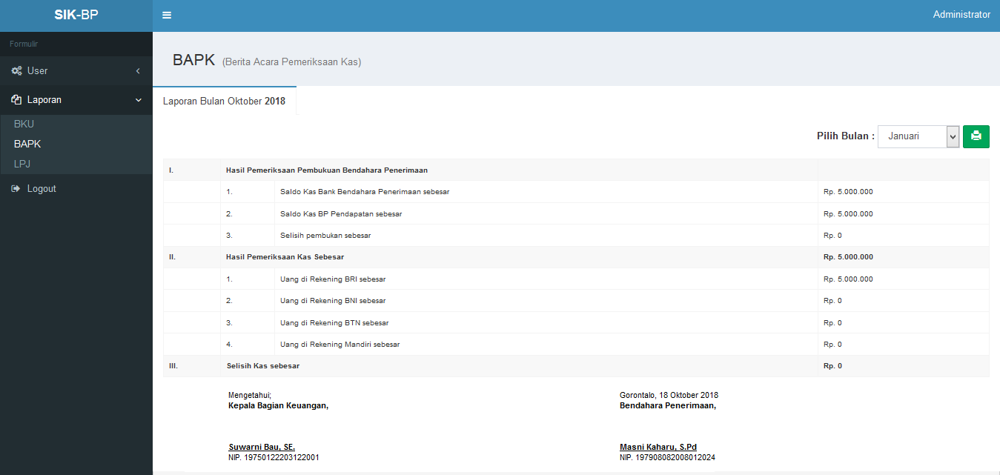 SIK-BP
Administrator
Formulir
User
Laporan
BKU
BAPK
LPJ
Logout
BAPK (Berita Acara Pemeriksaan Kas)
Laporan Bulan Oktober 2018
Pilih Bulan : Januari
I. Hasil Pemeriksaan Pembukuan Bendahara Penerimaan
1. Saldo Kas Bank Bendahara Penerimaan sebesar Rp. 5.000.000
2. Saldo Kas BP Pendapatan sebesar Rp. 5.000.000
3. Selisih pembukan sebesar Rp. 0
II. Hasil Pemeriksaan Kas Sebesar Rp. 5.000.000
1. Uang di Rekening BRI sebesar Rp. 5.000.000
2. Uang di Rekening BNI sebesar Rp. 0
3. Uang di Rekening BTN sebesar Rp. 0
4. Uang di Rekening Mandiri sebesar Rp. 0
III. Selisih Kas sebesar Rp. 0
Mengetahui;
Kepala Bagian Keuangan,
Suwarni Bau, SE.
NIP. 19750122203122001
Gorontalo, 18 Oktober 2018
Bendahara Penerimaan,
Masni Kaharu, S.Pd
NIP. 197908082008012024